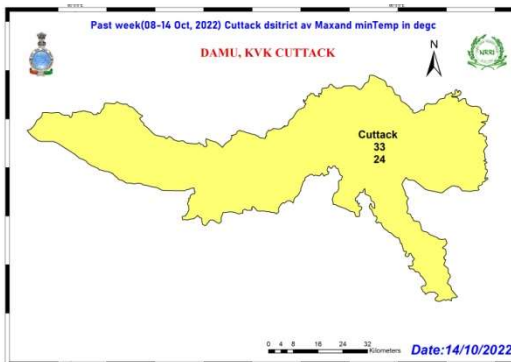 Past week(08-14 Oct, 2022) Cuttack dsitrict av Maxand minTemp in degc
DAMU, KVK CUTTACK
N
NRRI
Cuttack
33
24
0 4 8 16 24 32
Kilometers
Date:14/10/2022